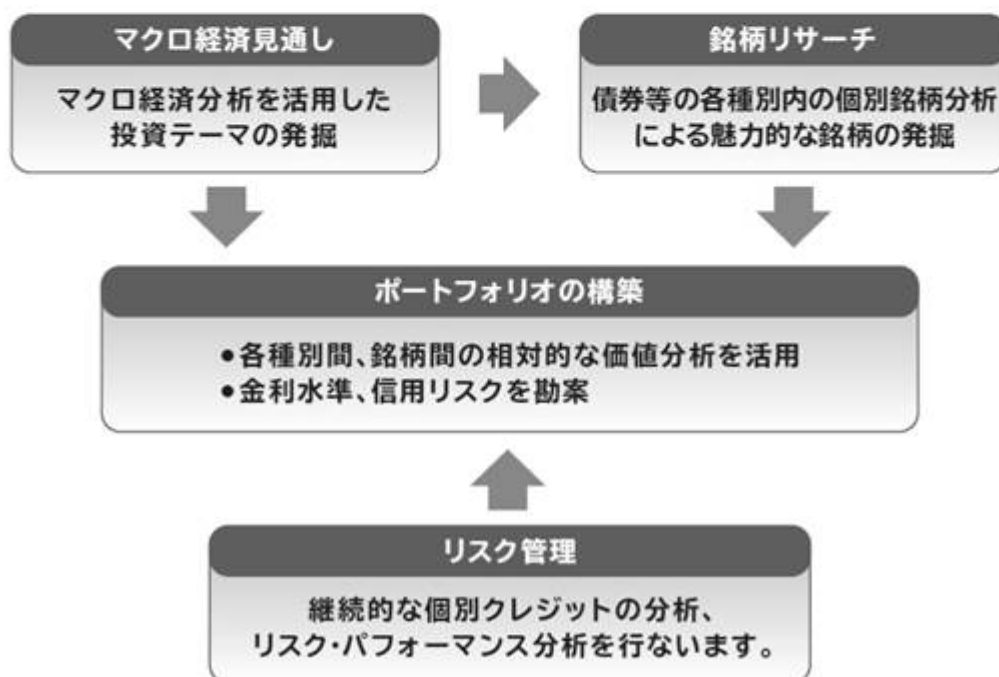 マクロ経済見通し
マクロ経済分析を活用した
投資テーマの発掘
銘柄リサーチ
債券等の各種別内の個別銘柄分析
による魅力的な銘柄の発掘
ポートフォリオの構築
●各種別間、銘柄間の相対的な価値分析を活用
●金利水準、信用リスクを勘案
リスク管理
継続的な個別クレジットの分析、
リスク・パフォーマンス分析を行ないます。